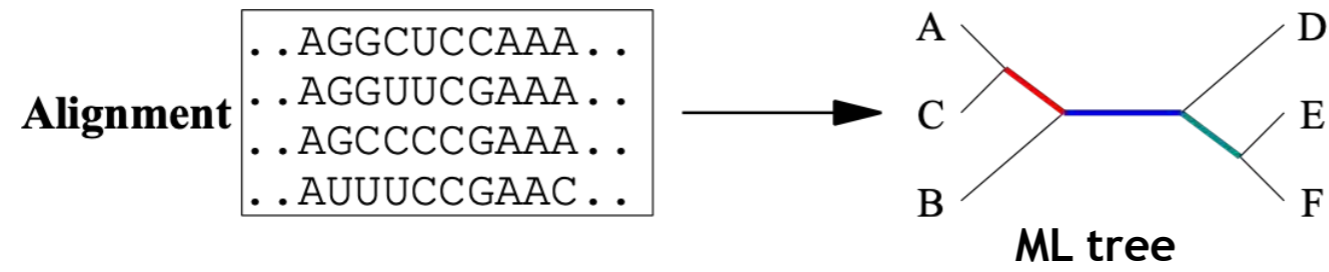 Alignment
..AGGCUCCAAA..
..AGGUUCGAAA..
..AGCCCCGAAA..
..AUUUCCGAAC..
A
C
B
D
E
F
ML tree